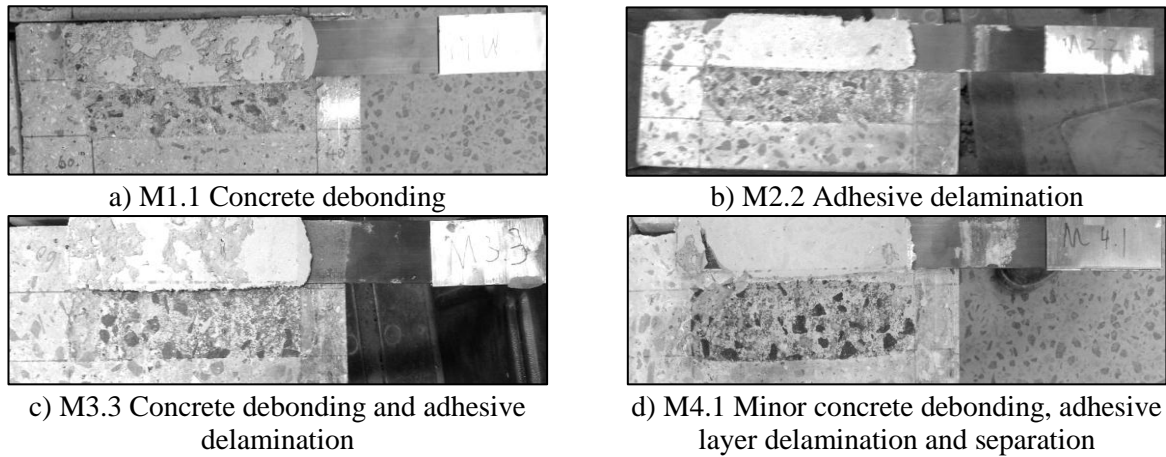 a) M1.1 Concrete debonding
b) M2.2 Adhesive delamination
M3.3
M 4.1
c) M3.3 Concrete debonding and adhesive
delamination
d) M4.1 Minor concrete debonding, adhesive
layer delamination and separation